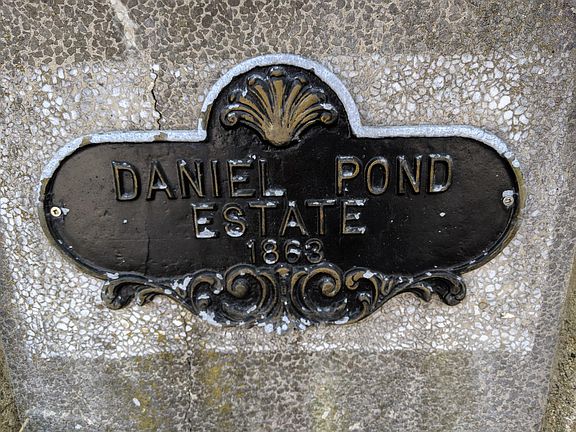 DANIEL POND
ESTATE
1863